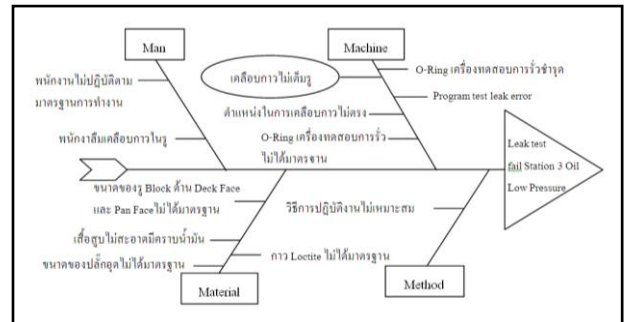 Man
Machine
พนักงานไม่ปฏิบัติตาม
มาตรฐานการทำงาน
พนักงาลืมเคลือบกาวในรู
เคลือบกาวไม่เต็มรู
ตำแหน่งในการเคลือบกาวไม่ตรง
O-Ring เครื่องทดสอบการรั่ว
ไม่ได้มาตรฐาน
O-Ring เครื่องทดสอบการรั่วชำรุด
Program test leak error
Leak test
fail Station 3 Oil
Low Pressure
ขนาดของรู Block ด้าน Deck Face
และ Pan Face ไม่ได้มาตรฐาน
เสื้อสูบไม่สะอาดมีคราบน้ำมัน
ขนาดของปลั๊กอุดไม่ได้มาตรฐาน
กาว Loctite ไม่ได้มาตรฐาน
วิธีการปฏิบัติงานไม่เหมาะสม
Material
Method